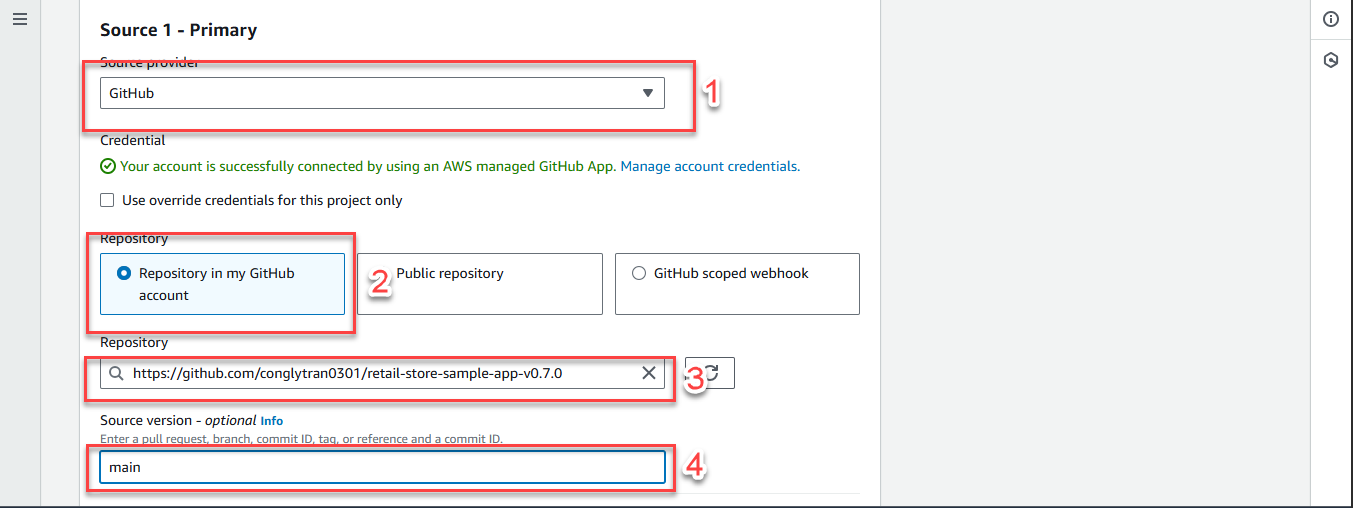 Source 1 - Primary
Source provider
GitHub
1
Credential
Your account is successfully connected by using an AWS managed GitHub App. Manage account credentials.
Use override credentials for this project only
Repository
Repository in my GitHub
account
2
Public repository
GitHub scoped webhook
Repository
https://github.com/conglytran0301/retail-store-sample-app-v0.7.0
3
Source version - optional Info
Enter a pull request, branch, commit ID, tag, or reference and a commit ID.
main
4